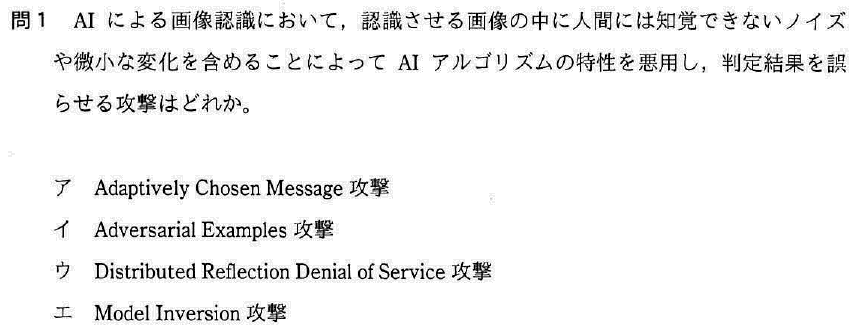 問1 AI による画像認識において，認識させる画像の中に人間には知覚できないノイズ
や微小な変化を含めることによって AI アルゴリズムの特性を悪用し，判定結果を誤
らせる攻撃はどれか。
ア Adaptively Chosen Message 攻撃
イ Adversarial Examples 攻撃
ウ Distributed Reflection Denial of Service 攻撃
エ Model Inversion 攻撃